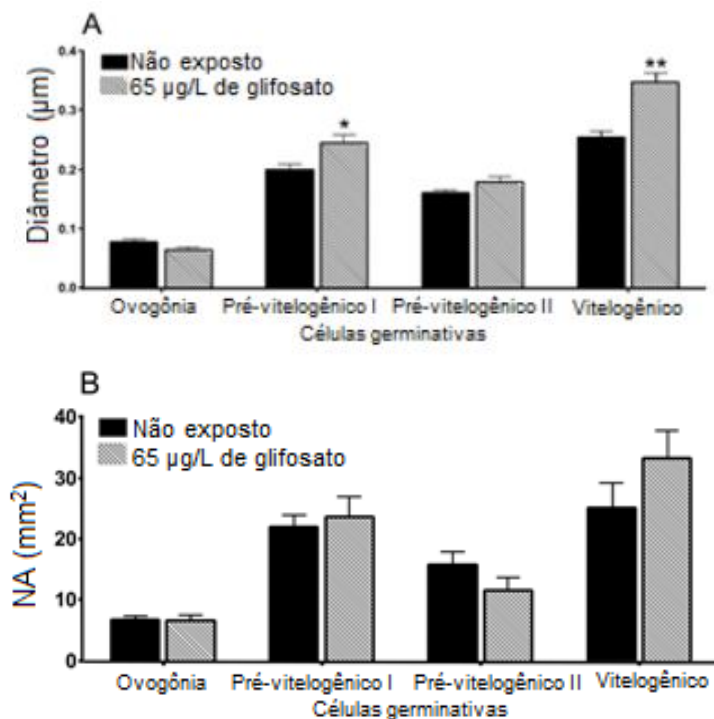 A
Diâmetro (µm)
0.4
0.3
0.2
0.1
0.0
Não exposto
65 µg/L de glifosato
*
**
Ovogônia Pré-vitelogênico I Pré-vitelogênico II Vitelogênico
Células germinativas
B
NA (mm²)
40
30
20
10
0
Não exposto
65 µg/L de glifosato
Ovogônia Pré-vitelogênico I Pré-vitelogênico II Vitelogênico
Células germinativas